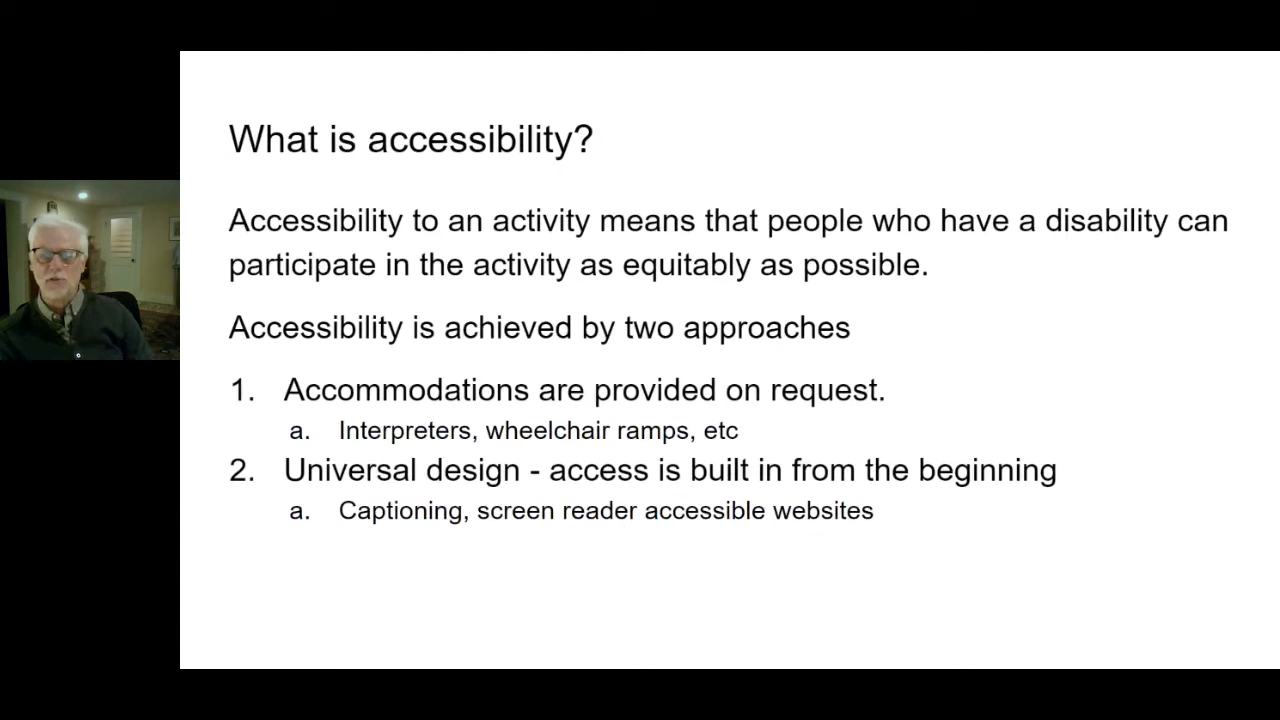 What is accessibility?
Accessibility to an activity means that people who have a disability can
participate in the activity as equitably as possible.
Accessibility is achieved by two approaches
1. Accommodations are provided on request.
a. Interpreters, wheelchair ramps, etc
2. Universal design - access is built in from the beginning
a. Captioning, screen reader accessible websites